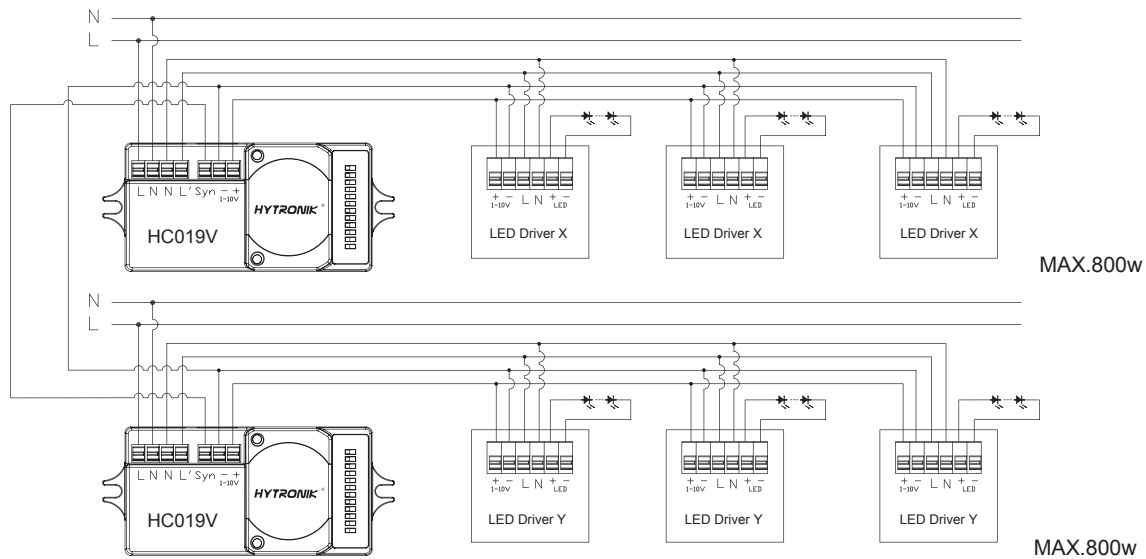 N
L
L N N L' Syn - +
1-10V
HYTRONIK®
HC019V
+ - L N + -
1-10V LED
LED Driver X
+ - L N + -
1-10V LED
LED Driver X
+ - L N + -
1-10V LED
LED Driver X
MAX.800w
N
L
L N N L' Syn - +
1-10V
HYTRONIK®
HC019V
+ - L N + -
1-10V LED
LED Driver Y
+ - L N + -
1-10V LED
LED Driver Y
+ - L N + -
1-10V LED
LED Driver Y
MAX.800w